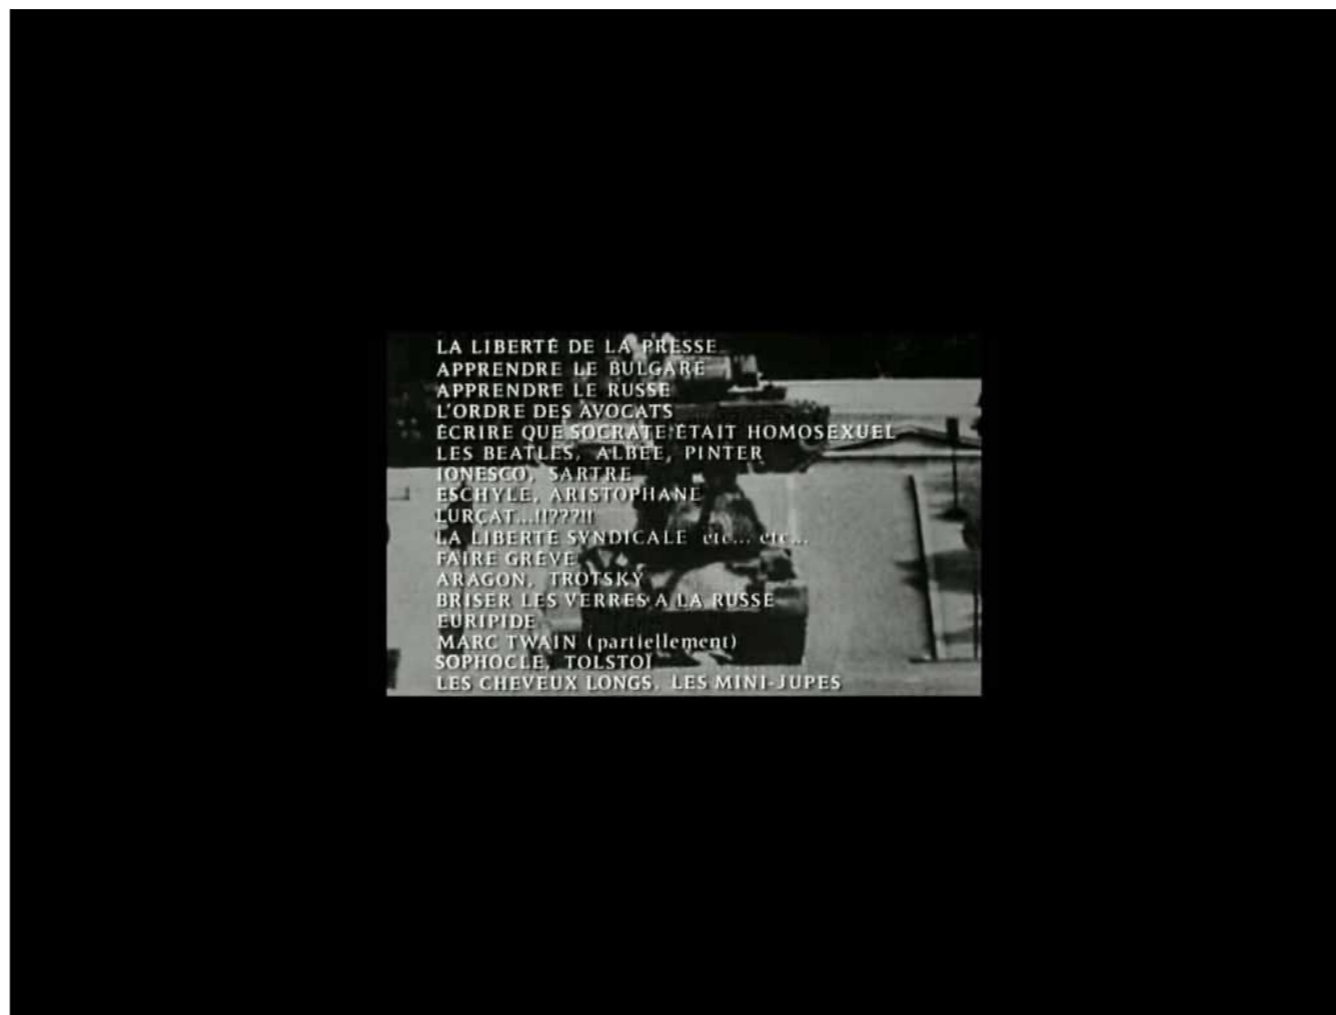 LA LIBERTÉ DE LA PRESSE
APPRENDRE LE BULGARE
APPRENDRE LE RUSSE
L'ORDRE DES AVOCATS
ÉCRIRE QUE SOCRATE ÉTAIT HOMOSEXUEL
LES BEATLES, ALBEE, PINTER
IONESCO, SARTRE
ESCHYLE, ARISTOPHANE
LURÇAT...!!???!!
LA LIBERTÉ SYNDICALE etc... etc...
FAIRE GRÈVE
ARAGON, TROTSKY
BRISER LES VERRES A LA RUSSE
EURIPIDE
MARC TWAIN (partiellement)
SOPHOCLE, TOLSTOÏ
LES CHEVEUX LONGS, LES MINI-JUPES